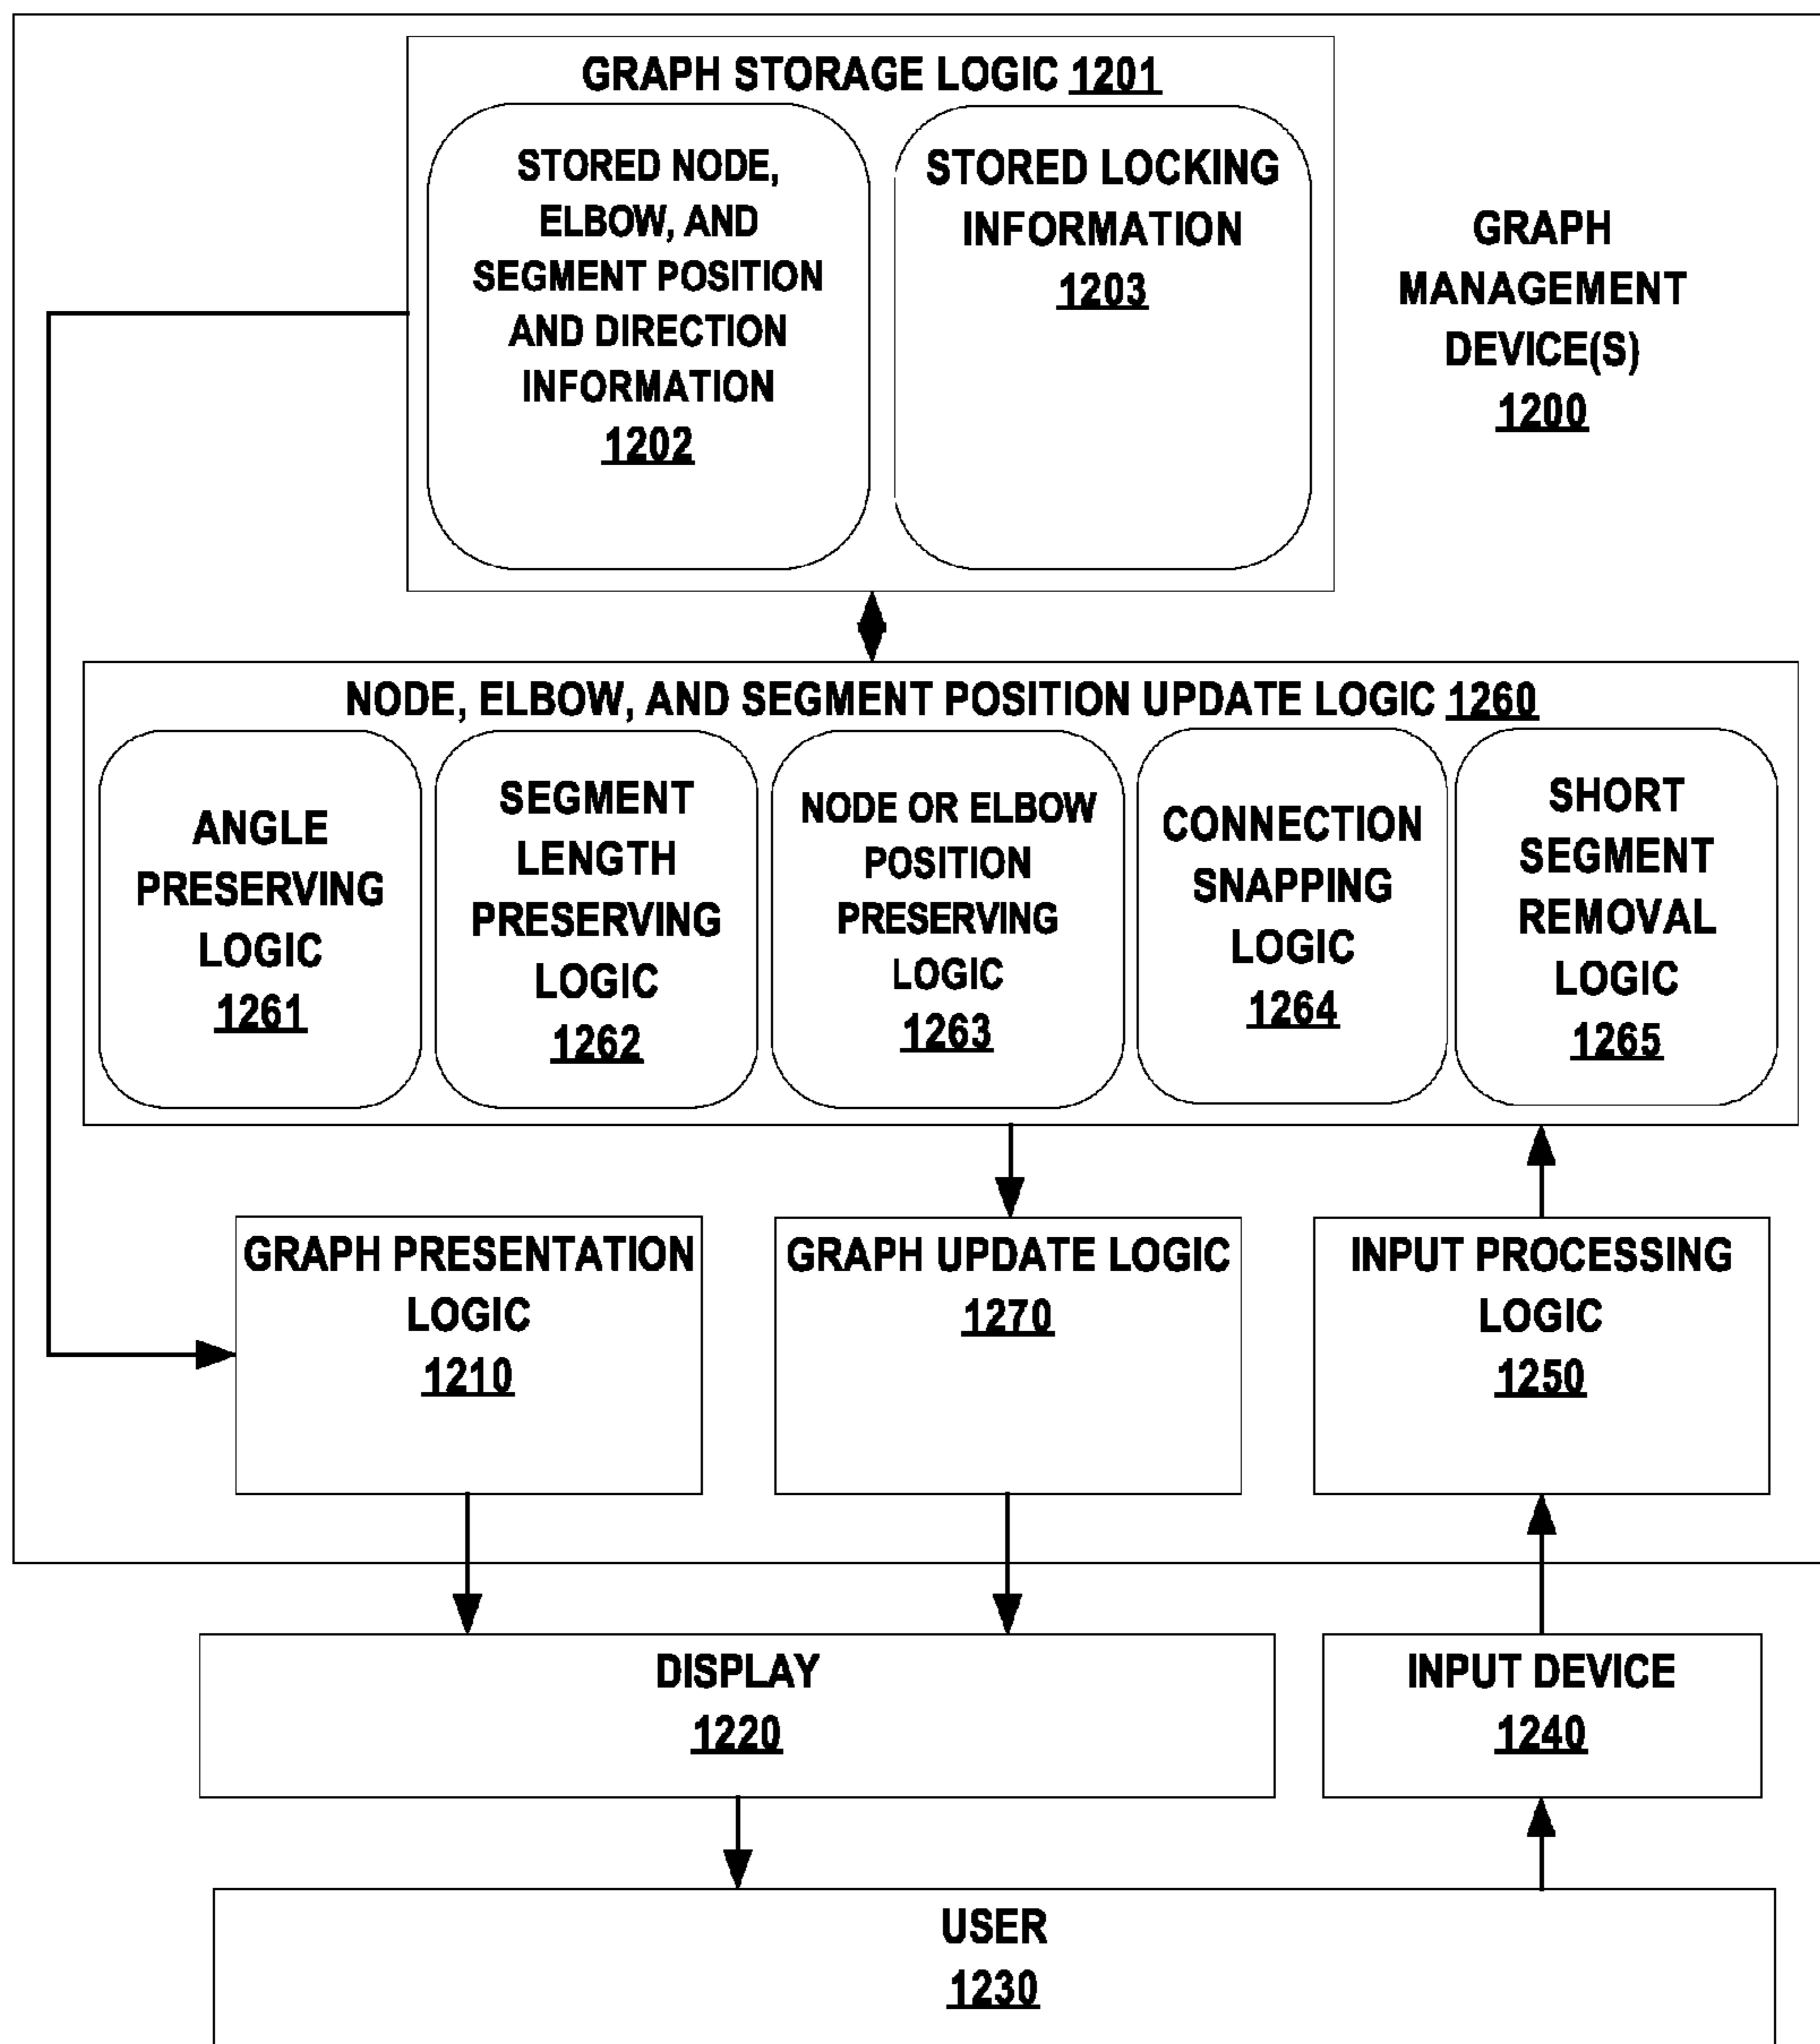 GRAPH STORAGE LOGIC 1201
STORED NODE,
ELBOW, AND
SEGMENT POSITION
AND DIRECTION
INFORMATION
1202
STORED LOCKING
INFORMATION
1203
GRAPH
MANAGEMENT
DEVICE(S)
1200
NODE, ELBOW, AND SEGMENT POSITION UPDATE LOGIC 1260
ANGLE
PRESERVING
LOGIC
1261
SEGMENT
LENGTH
PRESERVING
LOGIC
1262
NODE OR ELBOW
POSITION
PRESERVING
LOGIC
1263
CONNECTION
SNAPPING
LOGIC
1264
SHORT
SEGMENT
REMOVAL
LOGIC
1265
GRAPH PRESENTATION
LOGIC
1210
GRAPH UPDATE LOGIC
1270
INPUT PROCESSING
LOGIC
1250
DISPLAY
1220
INPUT DEVICE
1240
USER
1230